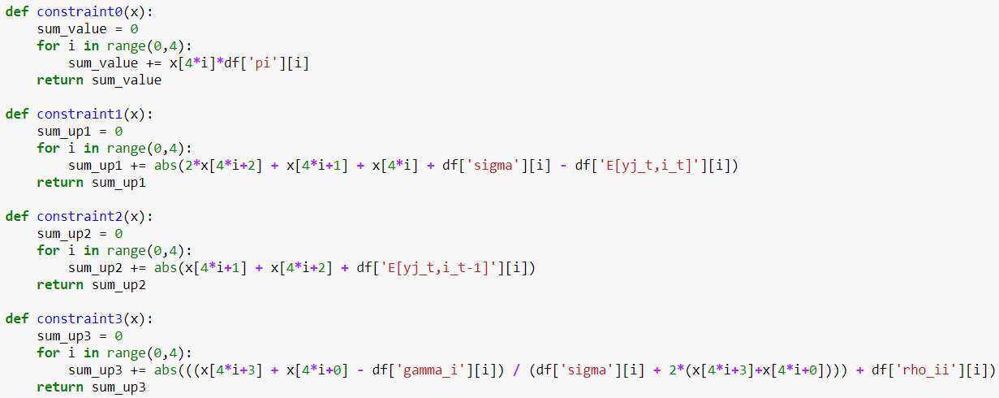 def constraint0(x):
    sum_value = 0
    for i in range(0,4):
        sum_value += x[4*i]*df['pi'][i]
    return sum_value

def constraint1(x):
    sum_up1 = 0
    for i in range(0,4):
        sum_up1 += abs(2*x[4*i+2] + x[4*i+1] + x[4*i] + df['sigma'][i] - df['E[yj_t,i_t]'][i])
    return sum_up1

def constraint2(x):
    sum_up2 = 0
    for i in range(0,4):
        sum_up2 += abs(x[4*i+1] + x[4*i+2] + df['E[yj_t,i_t-1]'][i])
    return sum_up2

def constraint3(x):
    sum_up3 = 0
    for i in range(0,4):
        sum_up3 += abs(((x[4*i+3] + x[4*i+0] - df['gamma_i'][i]) / (df['sigma'][i] + 2*(x[4*i+3]+x[4*i+0]))) + df['rho_ii'][i])
    return sum_up3